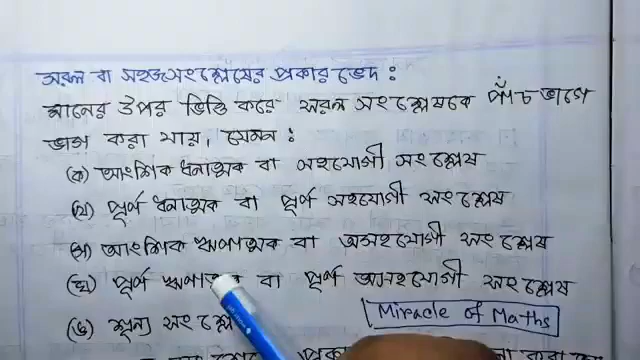 সরল বা সহজসংশ্লেষের প্রকার ভেদ :
মানের উপর ভিত্তি করে সরল সংশ্লেষকে পাঁচ ভাগে
ভাগ করা যায়, যেমন :
(ক) আংশিক ধনাত্মক বা সহযোগী সংশ্লেষ
(খ) পূর্ণ ধনাত্মক বা পূর্ণ সহযোগী সংশ্লেষ
(গ) আংশিক ঋণাত্মক বা অসহযোগী সংশ্লেষ
(ঘ) পূর্ণ ঋণাত্মক বা পূর্ণ অসহযোগী সংশ্লেষ
(ঙ) শূন্য সংশ্লে
Miracle of Maths